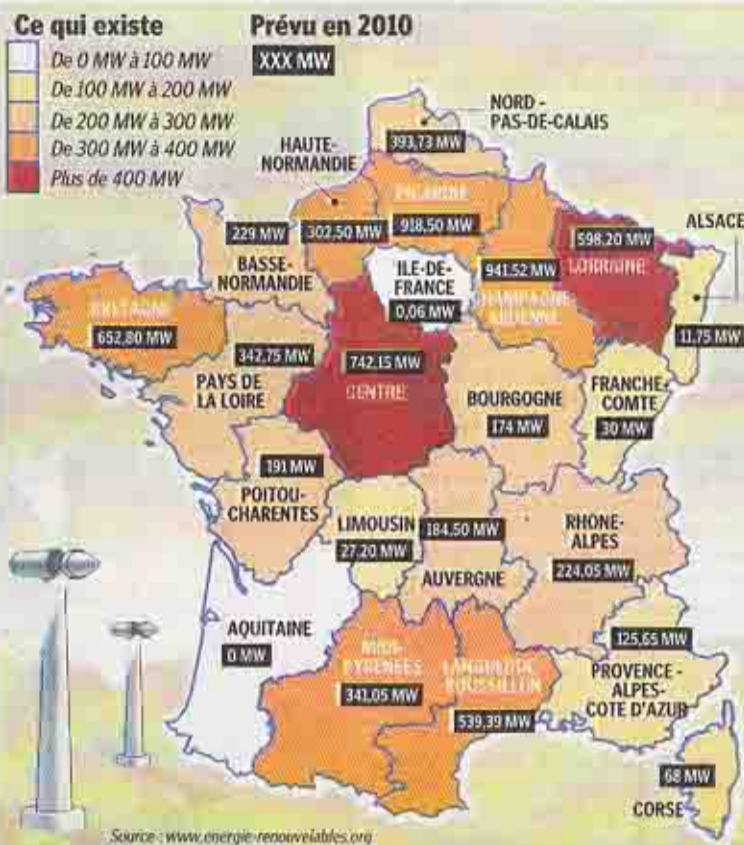 Ce qui existe
De 0 MW à 100 MW
De 100 MW à 200 MW
De 200 MW à 300 MW
De 300 MW à 400 MW
Plus de 400 MW
Prévu en 2010
XXX MW
NORD -
PAS-DE-CALAIS
393,73 MW
HAUTE-
NORMANDIE
302,50 MW
PICARDIE
918,50 MW
229 MW
BASSE-
NORMANDIE
ILE-DE-
FRANCE
0,06 MW
941.52 MW
CHAMPAGNE
ARDENNE
598,20 MW
LORRAINE
ALSACE
11,75 MW
BRETAGNE
652,80 MW
342,75 MW
PAYS DE
LA LOIRE
742,15 MW
CENTRE
BOURGOGNE
174 MW
FRANCHE-
COMTE
30 MW
191 MW
POITOU-
CHARENTES
LIMOUSIN
27,20 MW
184,50 MW
AUVERGNE
RHONE-
ALPES
224,05 MW
AQUITAINE
0 MW
MIDI-
PYRENEES
341,05 MW
LANGUEDOC
ROUSSILLON
539,39 MW
125,65 MW
PROVENCE -
ALPES-
COTE D'AZUR
68 MW
CORSE
Source : www.energie-renouvelables.org